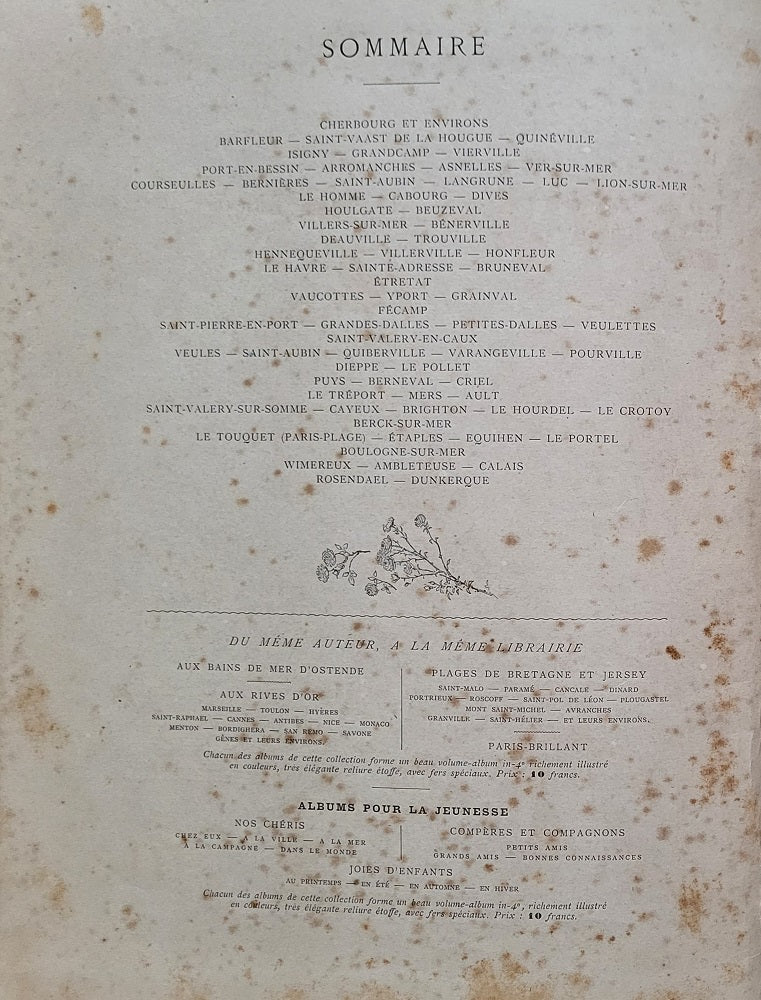 SOMMAIRE
CHERBOURG ET ENVIRONS
BARFLEUR — SAINT-VAAST DE LA HOUGUE — QUINÉVILLE
ISIGNY — GRANDCAMP — VIERVILLE
PORT-EN-BESSIN — ARROMANCHES — ASNELLES — VER-SUR-MER
COURSEULLES — BERNIÈRES — SAINT-AUBIN — LANGRUNE — LUC — LION-SUR-MER
LE HOMME — CABOURG — DIVES
HOULGATE — BEUZEVAL
VILLERS-SUR-MER — BÉNERVILLE
DEAUVILLE — TROUVILLE
HENNEQUEVILLE — VILLERVILLE — HONFLEUR
LE HAVRE — SAINTE-ADRESSE — BRUNEVAL
ÉTRETAT
VAUCOTTES — YPORT — GRAINVAL
FÉCAMP
SAINT-PIERRE-EN-PORT — GRANDES-DALLES — PETITES-DALLES — VEULETTES
SAINT-VALERY-EN-CAUX
VEULES — SAINT-AUBIN — QUIBERVILLE — VARANGEVILLE — POURVILLE
DIEPPE — LE POLLET
PUYS — BERNEVAL — CRIEL
LE TRÉPORT — MERS — AULT
SAINT-VALERY-SUR-SOMME — CAYEUX — BRIGHTON — LE HOURDEL — LE CROTOY
BERCK-SUR-MER
LE TOUQUET (PARIS-PLAGE) — ÉTAPLES — EQUIHEN — LE PORTEL
BOULOGNE-SUR-MER
WIMEREUX — AMBLETEUSE — CALAIS
ROSENDAEL — DUNKERQUE
DU MÊME AUTEUR, A LA MÊME LIBRAIRIE
AUX BAINS DE MER D'OSTENDE
AUX RIVES D'OR
MARSEILLE — TOULON — HYÈRES
SAINT-RAPHAEL — CANNES — ANTIBES — NICE — MONACO
MENTON — BORDIGHERA — SAN REMO — SAVONE
GÊNES ET LEURS ENVIRONS.
PLAGES DE BRETAGNE ET JERSEY
SAINT-MALO — PARAMÉ — CANCALE — DINARD
PORTRIEUX — ROSCOFF — SAINT-POL DE LÉON — PLOUGASTEL
MONT SAINT-MICHEL — AVRANCHES
GRANVILLE — SAINT-HÉLIER — ET LEURS ENVIRONS.
PARIS-BRILLANT
Chacun des albums de cette collection forme un beau volume-album in-4º richement illustré
en couleurs, très élégante reliure étoffe, avec fers spéciaux. Prix : 10 francs.
ALBUMS POUR LA JEUNESSE
NOS CHÉRIS
CHEZ EUX — A LA VILLE — A LA MER
A LA CAMPAGNE — DANS LE MONDE
COMPÈRES ET COMPAGNONS
PETITS AMIS
GRANDS AMIS — BONNES CONNAISSANCES
JOIES D'ENFANTS
AU PRINTEMPS — EN ÉTÉ — EN AUTOMNE — EN HIVER
Chacun des albums de cette collection forme un beau volume-album in-4º, richement illustré
en couleurs, très élégante reliure étoffe, avec fers spéciaux. Prix : 10 francs.